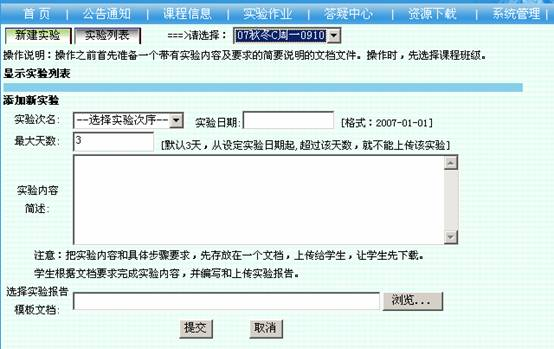 首 页 | 公告通知 | 课程信息 | 实验作业 | 答疑中心 | 资源下载 | 系统管理 |
新建实验 实验列表 ===>请选择： 07秋冬C周一0910
操作说明：操作之前首先准备一个带有实验内容及要求的简要说明的文档文件。操作时，先选择课程班级。
显示实验列表
添加新实验
实验次名： --选择实验次序-- 实验日期: [格式：2007-01-01]
最大天数: 3 [默认3天，从设定实验日期起,超过该天数，就不能上传该实验]
实验内容
简述:
注意：把实验内容和具体步骤要求，先存放在一个文档，上传给学生，让学生先下载。
学生根据文档要求完成实验内容，并编写和上传实验报告。
选择实验报告
模板文档: 浏览...
提交 取消